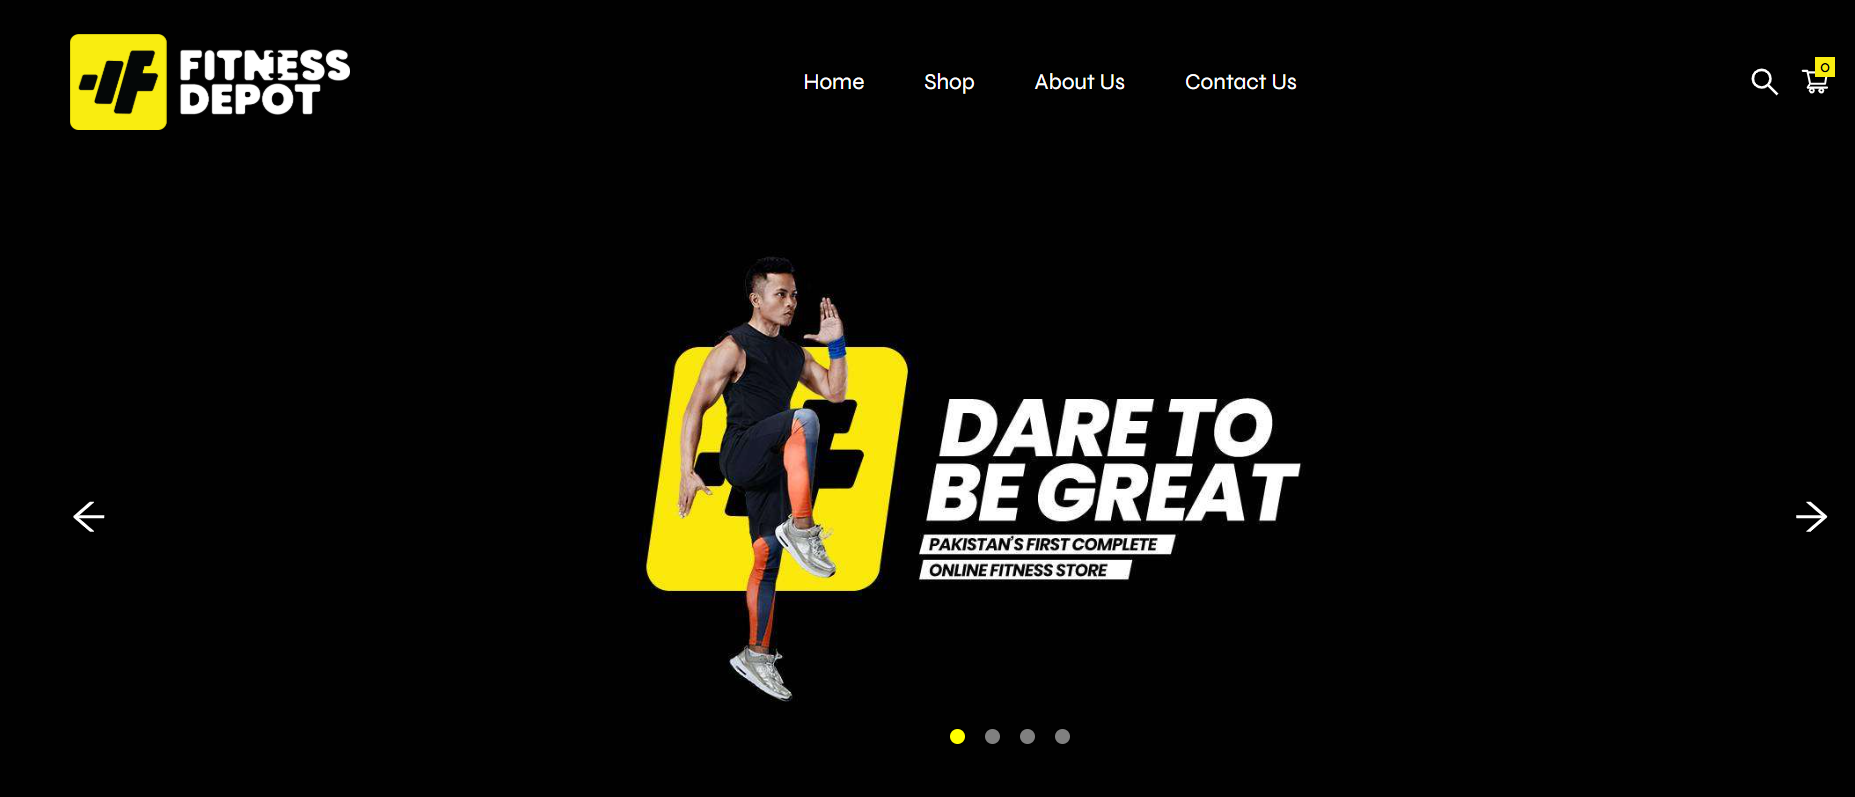 FITNESS
DEPOT
Home
Shop
About Us
Contact Us
0
DARE TO
BE GREAT
PAKISTAN'S FIRST COMPLETE
ONLINE FITNESS STORE